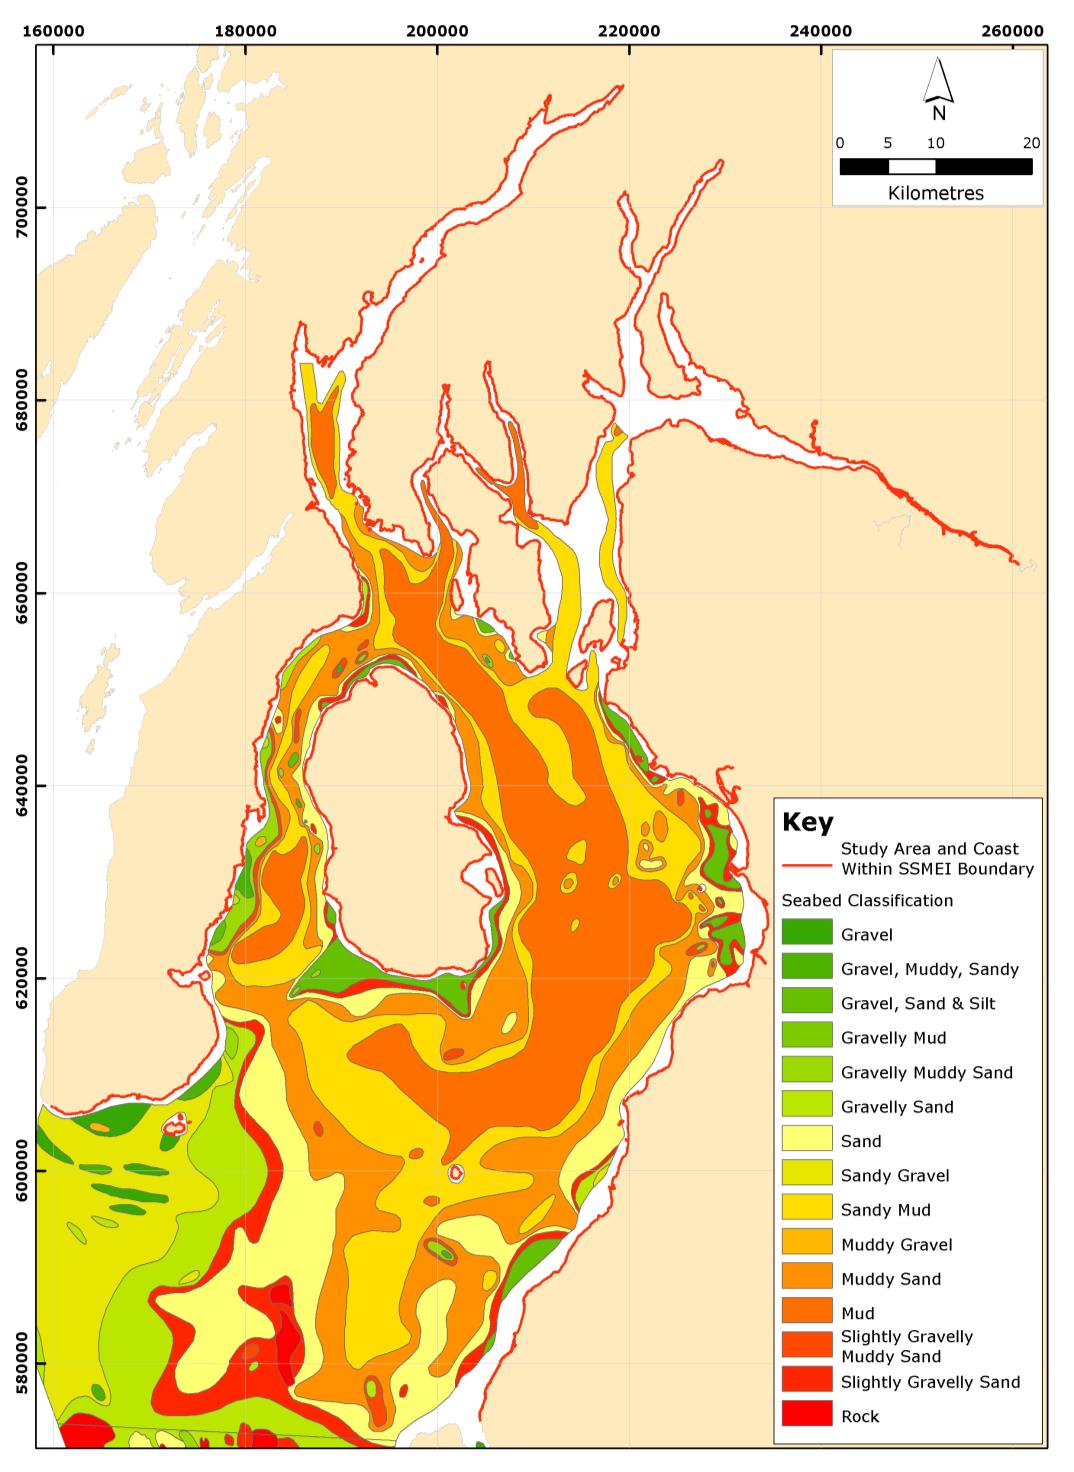 160000 180000 200000 220000 240000 260000
N
0 5 10 20
Kilometres
700000
680000
660000
640000
620000
600000
580000
Key
Study Area and Coast
Within SSMEI Boundary
Seabed Classification
Gravel
Gravel, Muddy, Sandy
Gravel, Sand & Silt
Gravelly Mud
Gravelly Muddy Sand
Gravelly Sand
Sand
Sandy Gravel
Sandy Mud
Muddy Gravel
Muddy Sand
Mud
Slightly Gravelly
Muddy Sand
Slightly Gravelly Sand
Rock